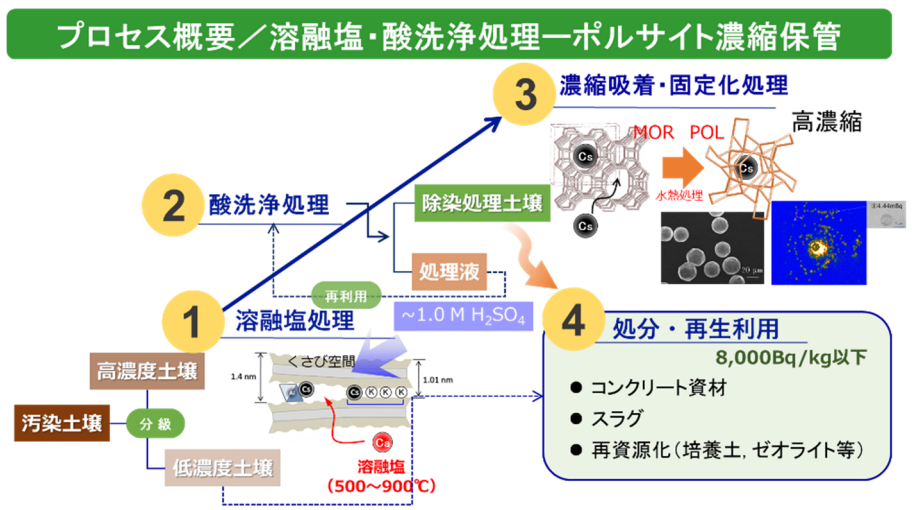 プロセス概要／溶融塩・酸洗浄処理ーポルサイト濃縮保管
3
濃縮吸着・固定化処理
高濃縮
MOR POL
Cs
Cs
水熱処理
Cs
20 μm
4.44mBq
2
酸洗浄処理
除染処理土壌
処理液
再利用
~1.0 M H2SO4
1
溶融塩処理
高濃度土壌
汚染土壌
分級
低濃度土壌
くさび空間
1.4 nm
1.01 nm
Cs
Cs
K
K
K
Ca
溶融塩
（500～900℃）
4
処分・再生利用
8,000Bq/kg以下
● コンクリート資材
● スラグ
● 再資源化（培養土，ゼオライト等）